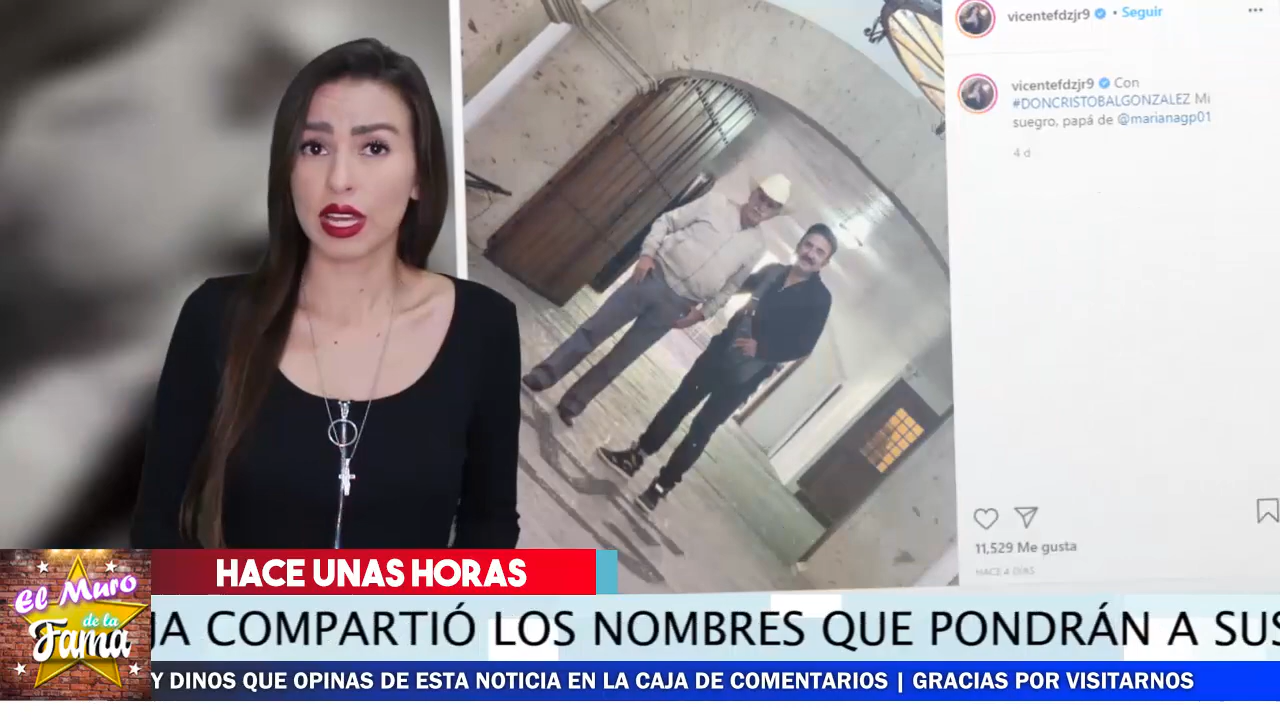 vicentefdzjr9 • Seguir
vicentefdzjr9 Con
#DONCRISTOBALGONZALEZ Mi
suegro, papá de @marianagp01
4 d
11,529 Me gusta
HACE 4 DÍAS
HACE UNAS HORAS
El Muro
de la
Fama
JA COMPARTIÓ LOS NOMBRES QUE PONDRÁN A SUS
Y DINOS QUE OPINAS DE ESTA NOTICIA EN LA CAJA DE COMENTARIOS | GRACIAS POR VISITARNOS